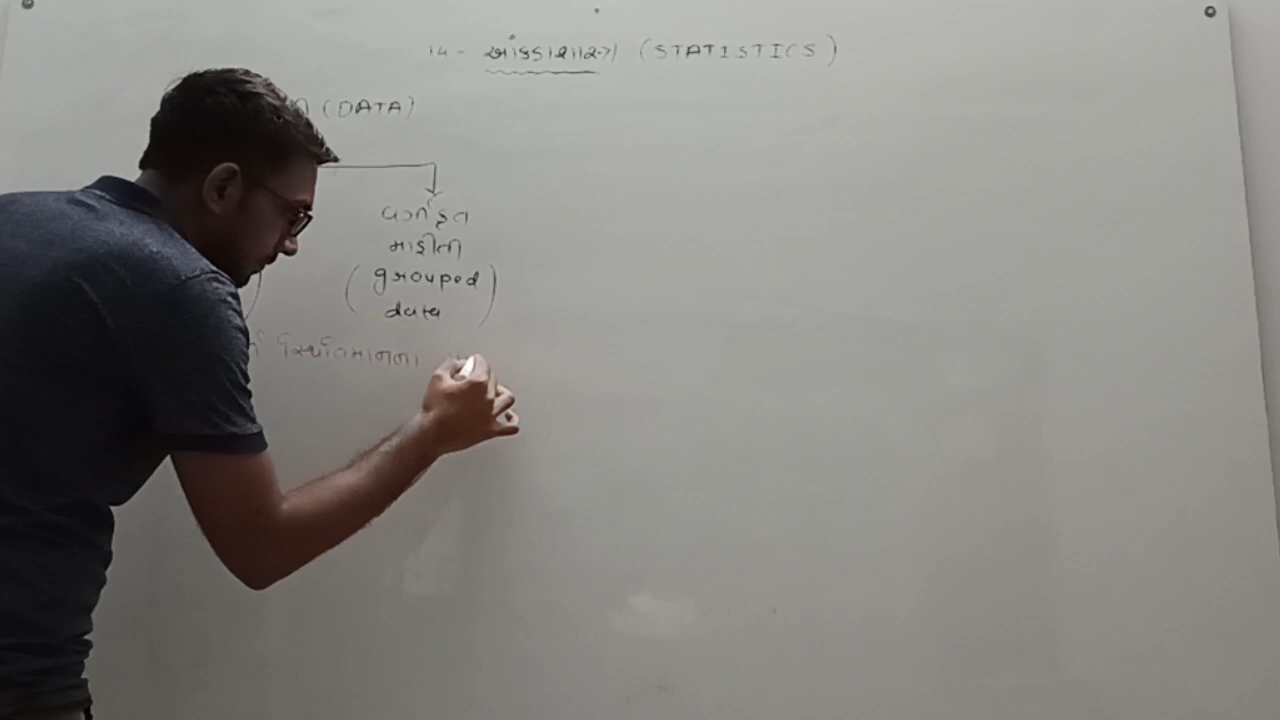 14 - આંકડાશાસ્ત્ર (STATISTICS)
(DATA)
વર્ગીકૃત
માહીતી
(grouped
data)
સ્થિતિમાનના